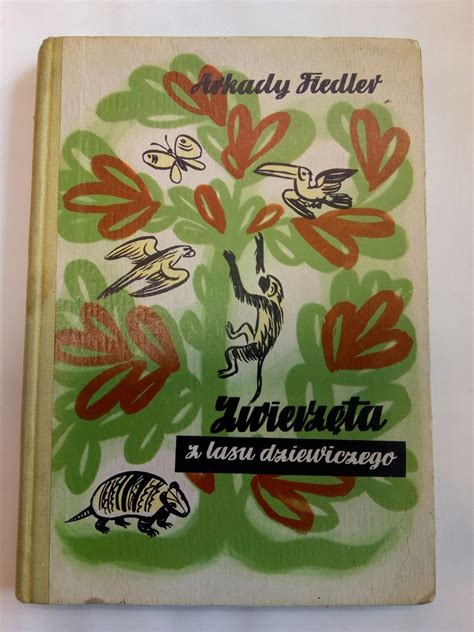 Arkady Fiedler
Zwierzęta
z lasu dziewiczego